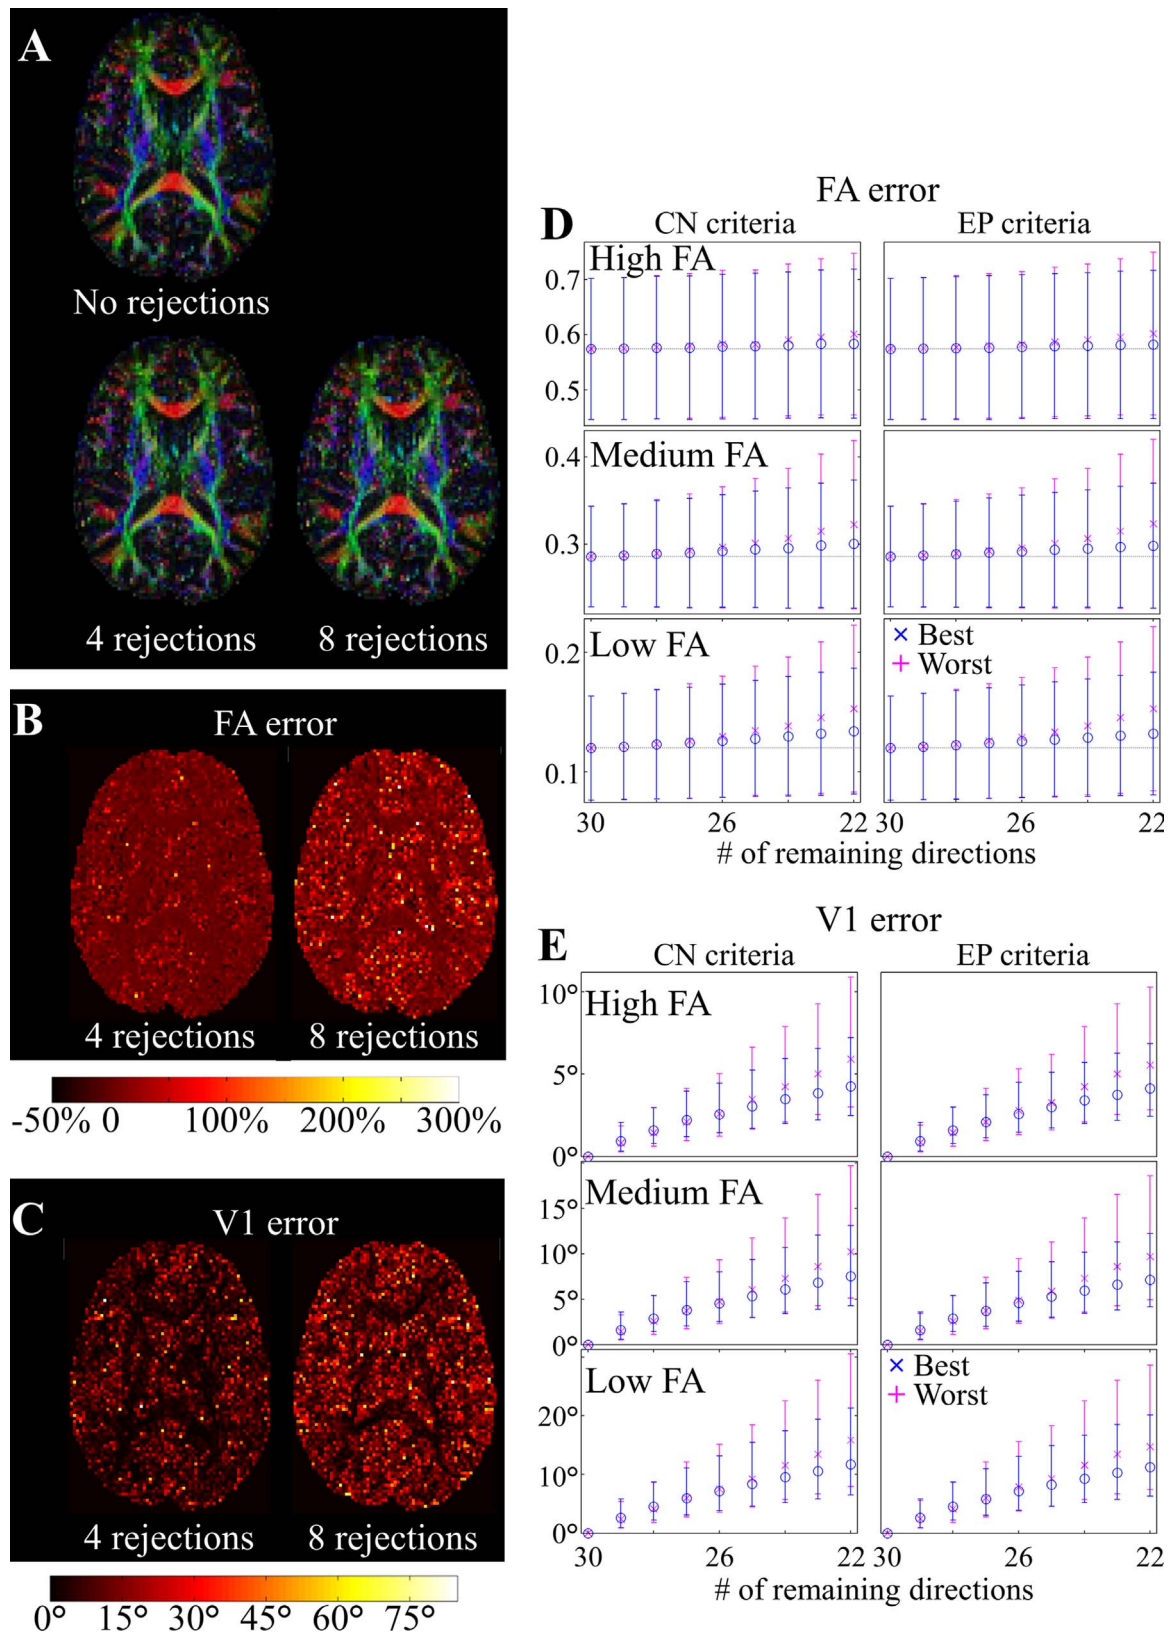 A
No rejections
4 rejections
8 rejections
B
FA error
4 rejections
8 rejections
-50% 0 100% 200% 300%
C
V1 error
4 rejections
8 rejections
0° 15° 30° 45° 60° 75°
FA error
D
CN criteria
EP criteria
High FA
0.7
0.6
0.5
Medium FA
0.4
0.3
Low FA
0.2
0.1
× Best
+ Worst
30 26 22
30 26 22
# of remaining directions
V1 error
E
CN criteria
EP criteria
High FA
10°
5°
0°
Medium FA
15°
10°
5°
0°
Low FA
20°
10°
0°
× Best
+ Worst
30 26 22
30 26 22
# of remaining directions